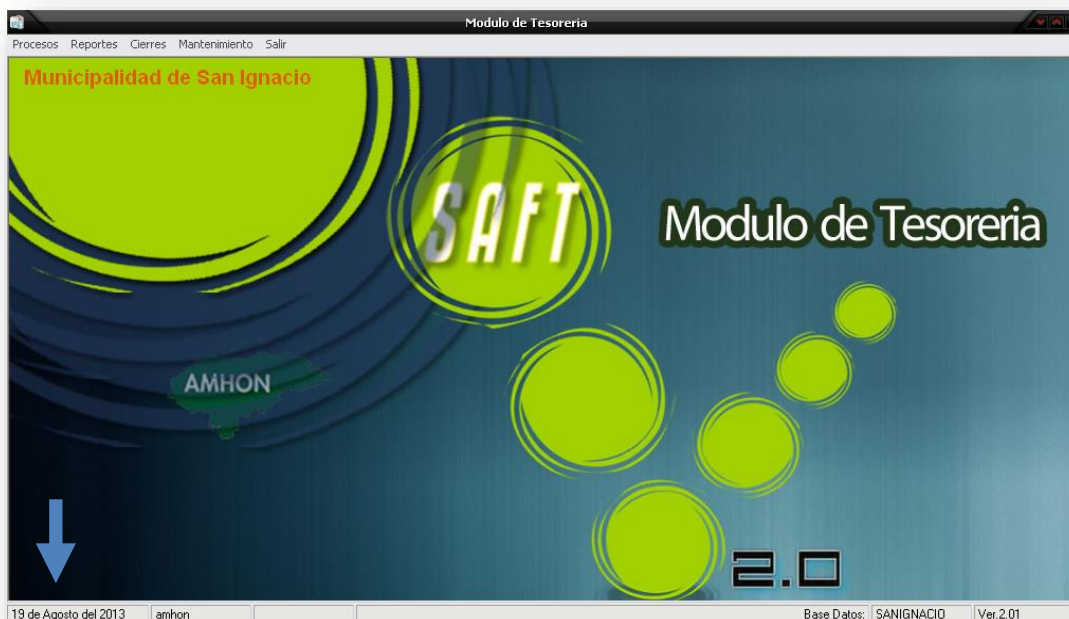 Modulo de Tesoreria
Procesos Reportes Cierres Mantenimiento Salir
Municipalidad de San Ignacio
SAFT
Modulo de Tesoreria
AMHON
2.0
19 de Agosto del 2013 amhon Base Datos: SANIGNACIO Ver.2.01